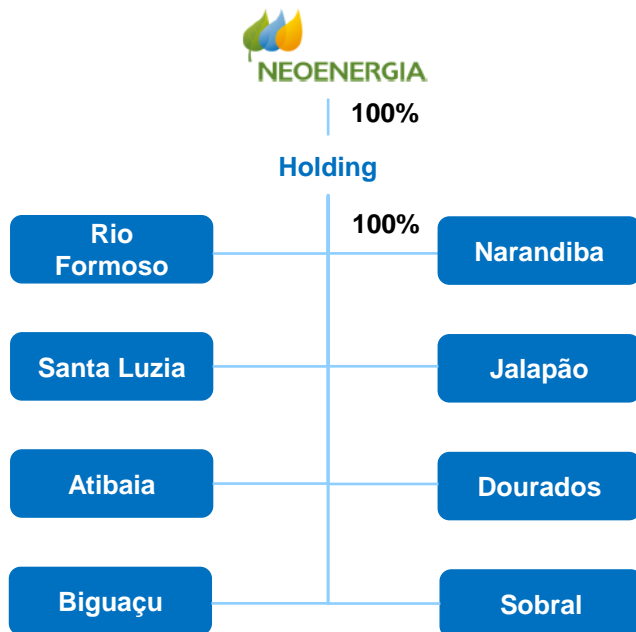 NEOENERGIA
100%
Holding
100%
Rio
Formoso
Narandiba
Santa Luzia
Jalapão
Atibaia
Dourados
Biguaçu
Sobral